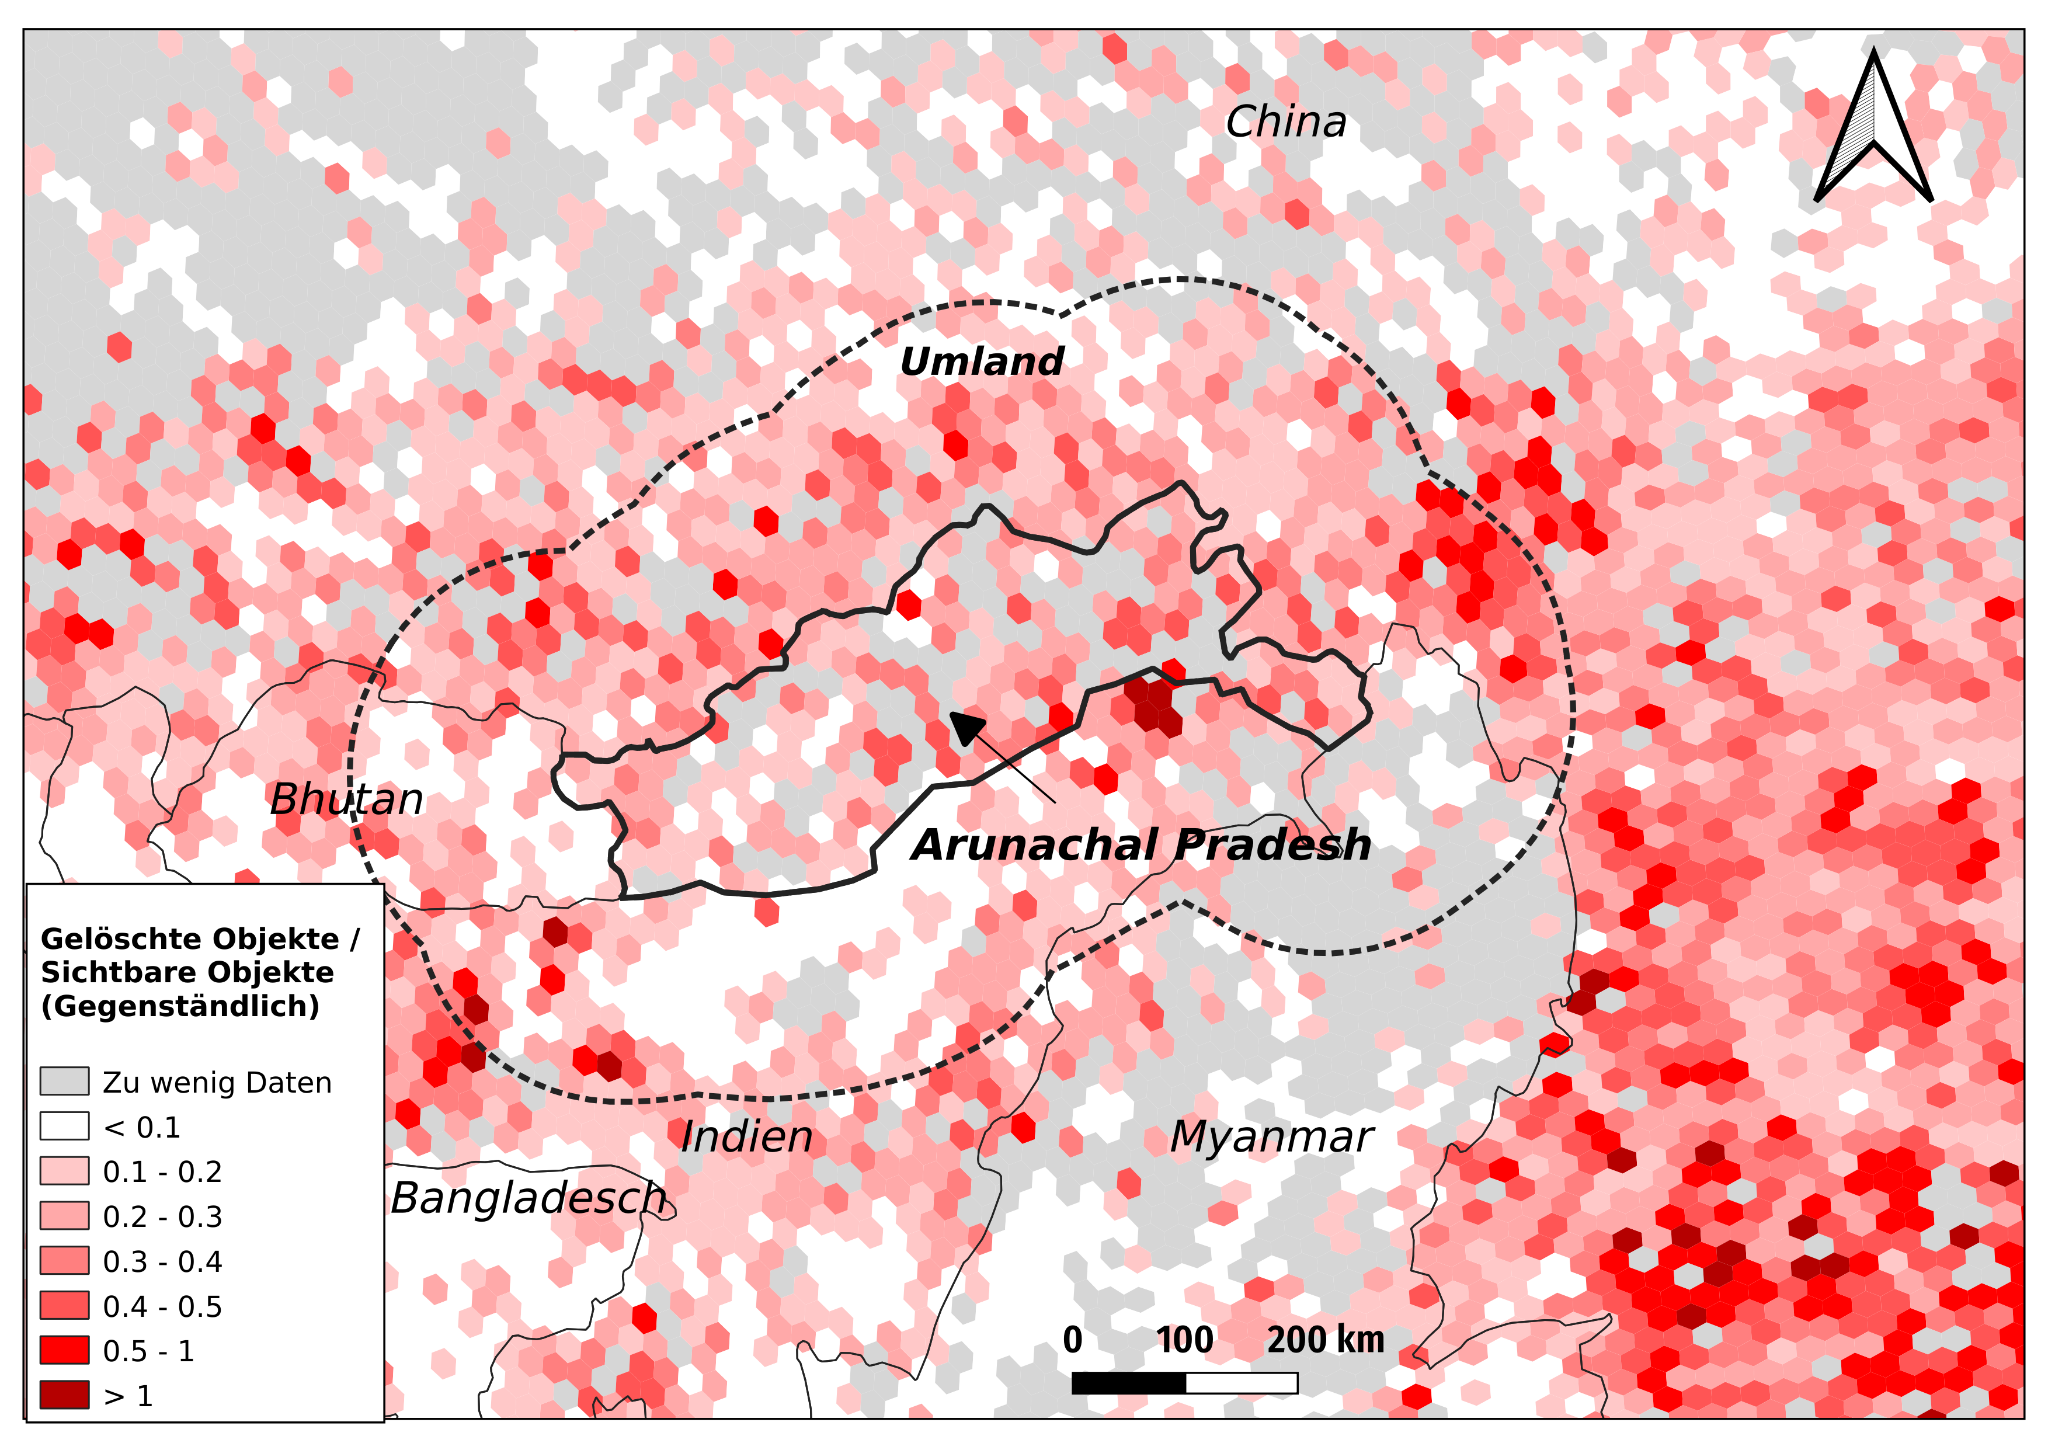 China
Umland
Bhutan
Arunachal Pradesh
Gelöschte Objekte /
Sichtbare Objekte
(Gegenständlich)
Zu wenig Daten
< 0.1
0.1 - 0.2
0.2 - 0.3
0.3 - 0.4
0.4 - 0.5
0.5 - 1
> 1
Indien
Myanmar
Bangladesch
0 100 200 km